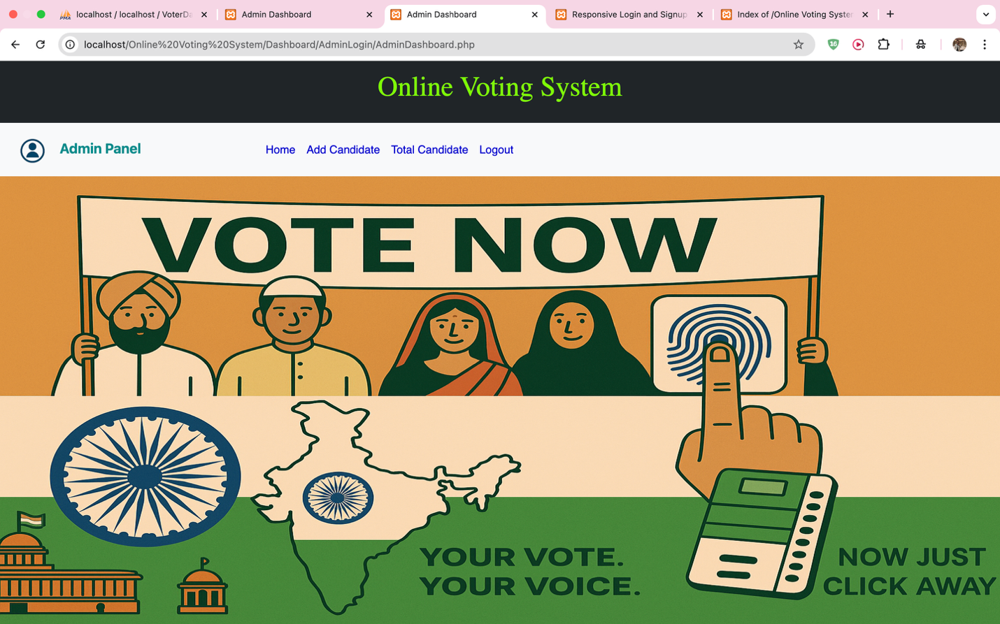 localhost / localhost / VoterDa
Admin Dashboard
Admin Dashboard
Responsive Login and Signup
Index of /Online Voting System
localhost/Online%20Voting%20System/Dashboard/AdminLogin/AdminDashboard.php
16
Online Voting System
Admin Panel
Home
Add Candidate
Total Candidate
Logout
VOTE NOW
YOUR VOTE.
YOUR VOICE.
NOW JUST
CLICK AWAY